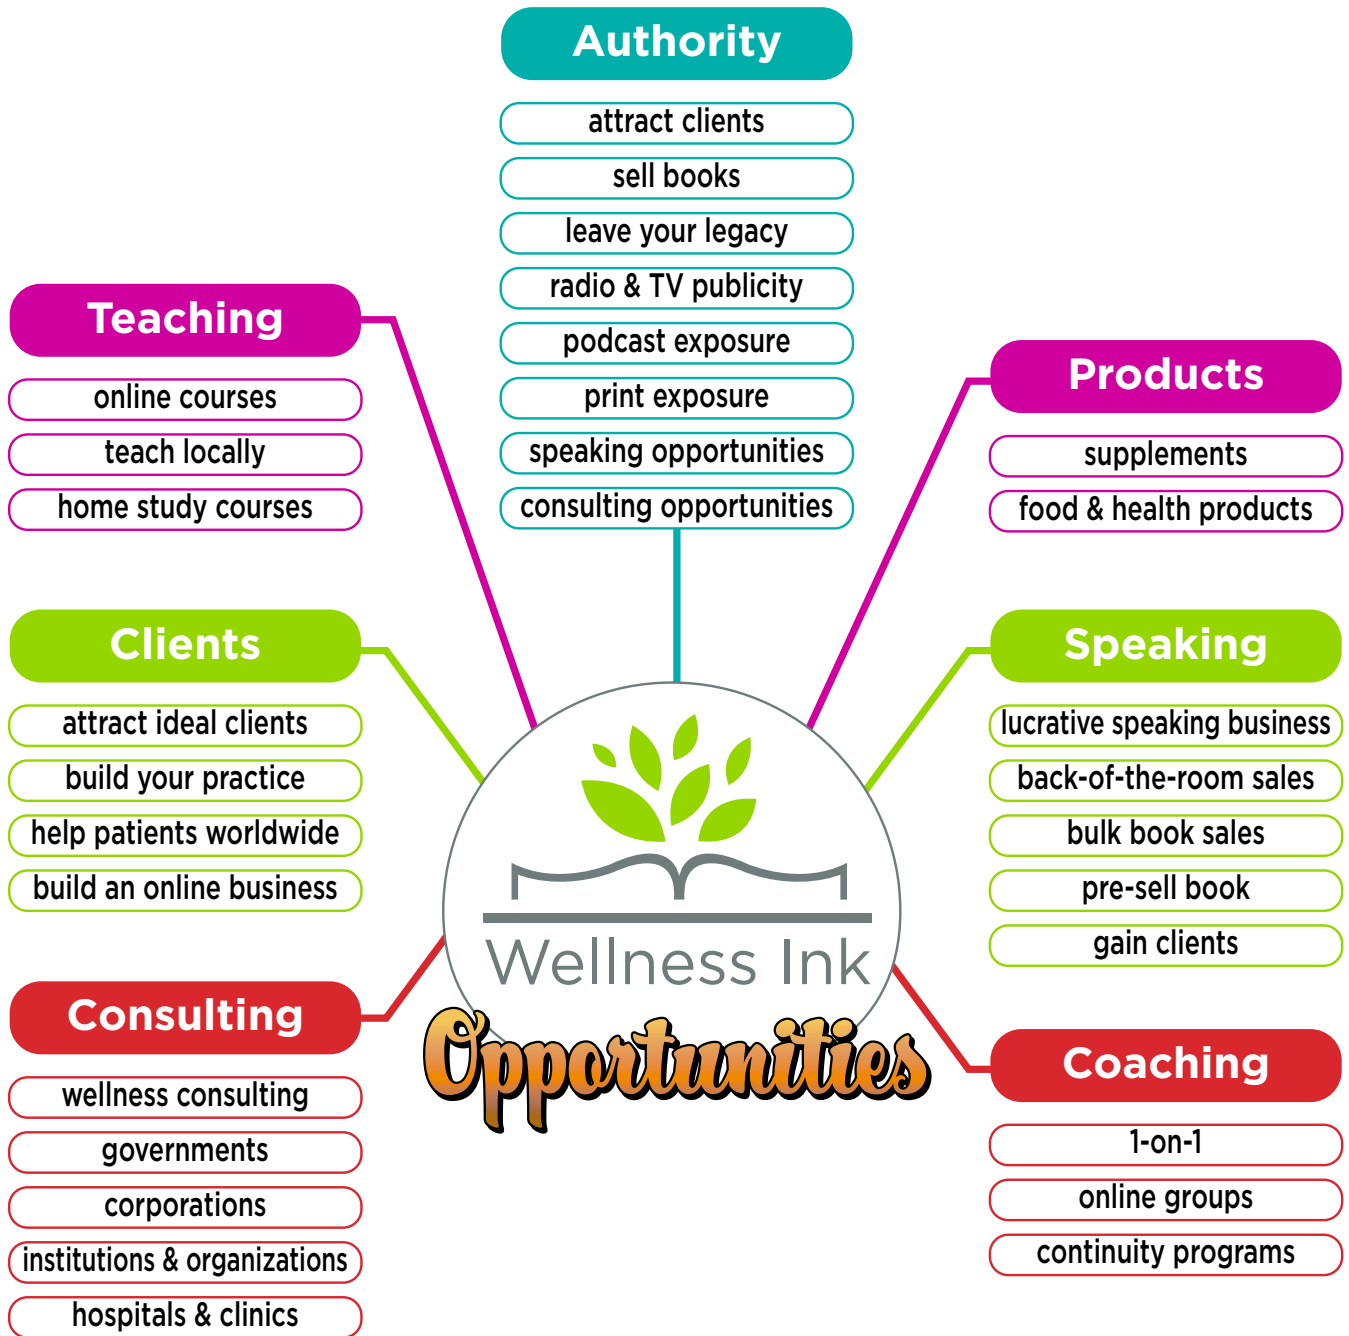 Authority
attract clients
sell books
leave your legacy
radio & TV publicity
podcast exposure
print exposure
speaking opportunities
consulting opportunities
Teaching
online courses
teach locally
home study courses
Products
supplements
food & health products
Clients
attract ideal clients
build your practice
help patients worldwide
build an online business
Speaking
lucrative speaking business
back-of-the-room sales
bulk book sales
pre-sell book
gain clients
Wellness Ink
Opportunities
Consulting
wellness consulting
governments
corporations
institutions & organizations
hospitals & clinics
Coaching
1-on-1
online groups
continuity programs